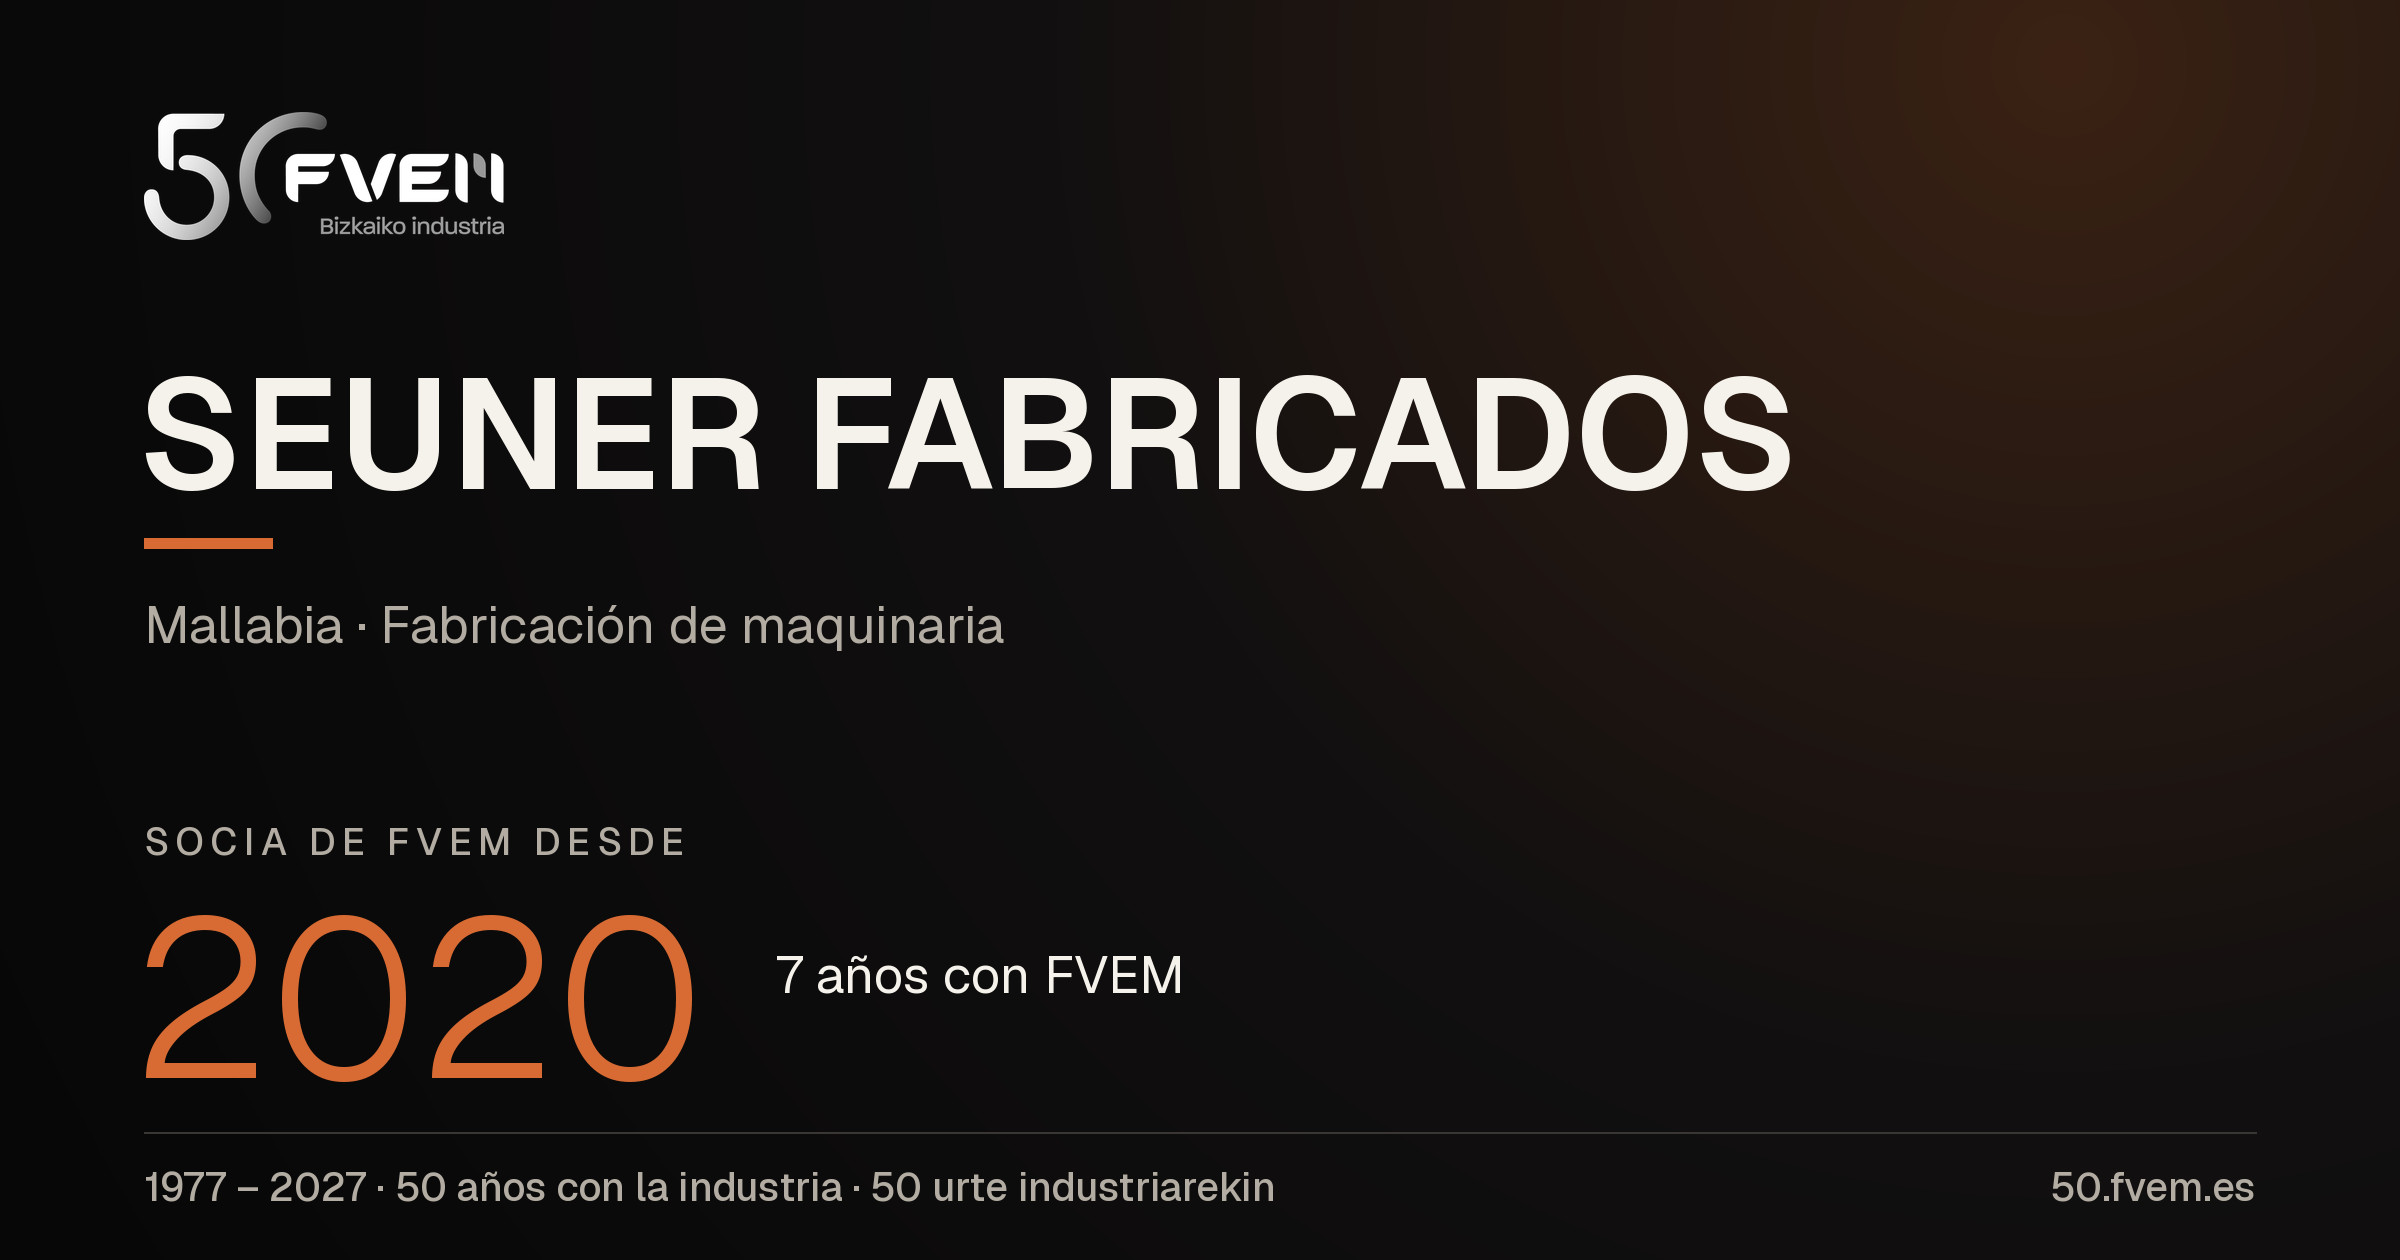 50 FVEM
Bizkaiko industria
SEUNER FABRICADOS
Mallabia · Fabricación de maquinaria
SOCIA DE FVEM DESDE
2020
7 años con FVEM
1977 – 2027 · 50 años con la industria · 50 urte industriarekin
50.fvem.es